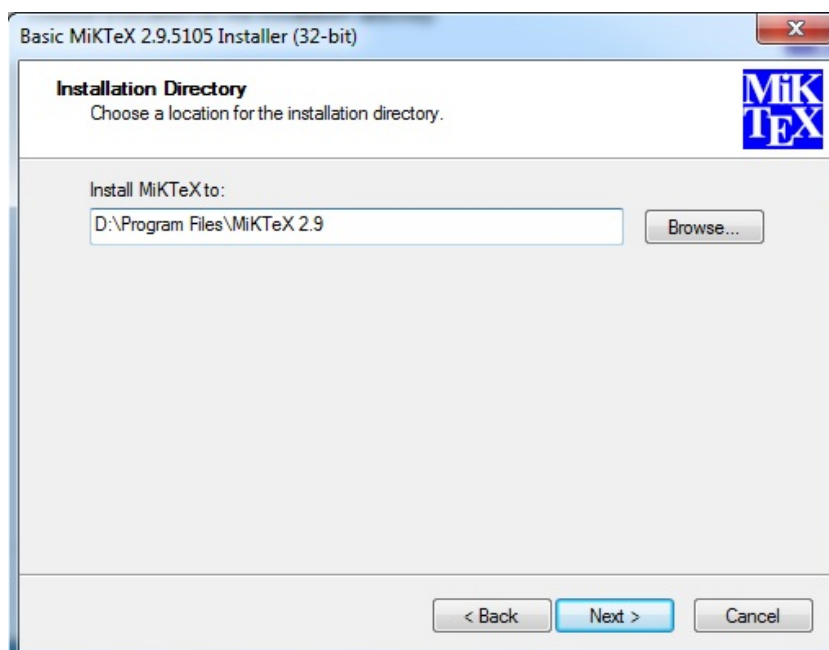 Basic MiKTeX 2.9.5105 Installer (32-bit)
Installation Directory
Choose a location for the installation directory.
MiK
TEX
Install MiKTeX to:
D:\Program Files\MiKTeX 2.9
Browse...
< Back
Next >
Cancel